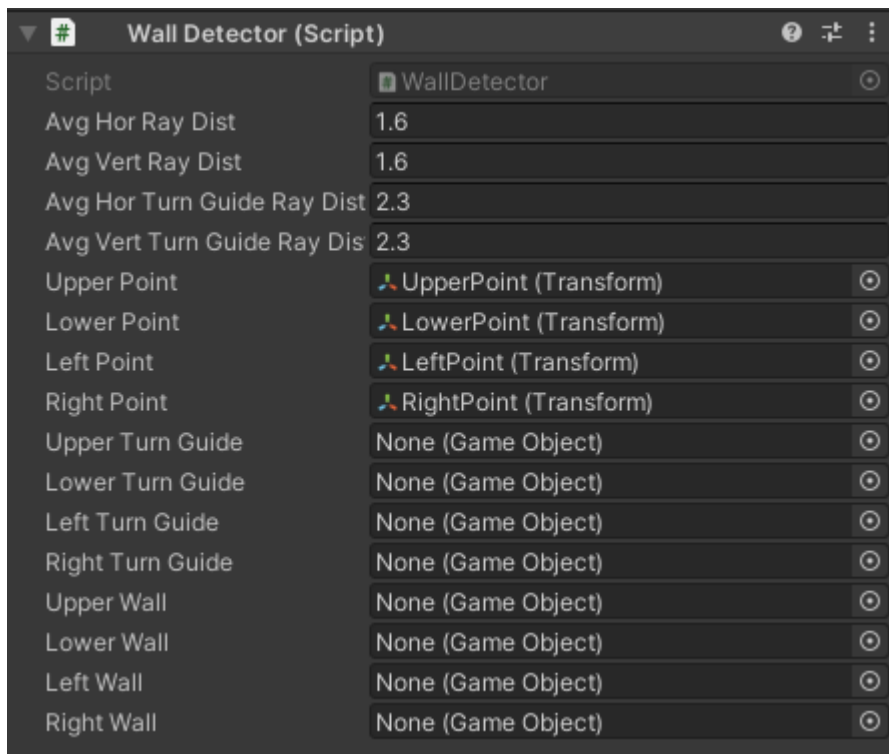 Wall Detector (Script)
Script WallDetector
Avg Hor Ray Dist 1.6
Avg Vert Ray Dist 1.6
Avg Hor Turn Guide Ray Dist 2.3
Avg Vert Turn Guide Ray Dis 2.3
Upper Point UpperPoint (Transform)
Lower Point LowerPoint (Transform)
Left Point LeftPoint (Transform)
Right Point RightPoint (Transform)
Upper Turn Guide None (Game Object)
Lower Turn Guide None (Game Object)
Left Turn Guide None (Game Object)
Right Turn Guide None (Game Object)
Upper Wall None (Game Object)
Lower Wall None (Game Object)
Left Wall None (Game Object)
Right Wall None (Game Object)